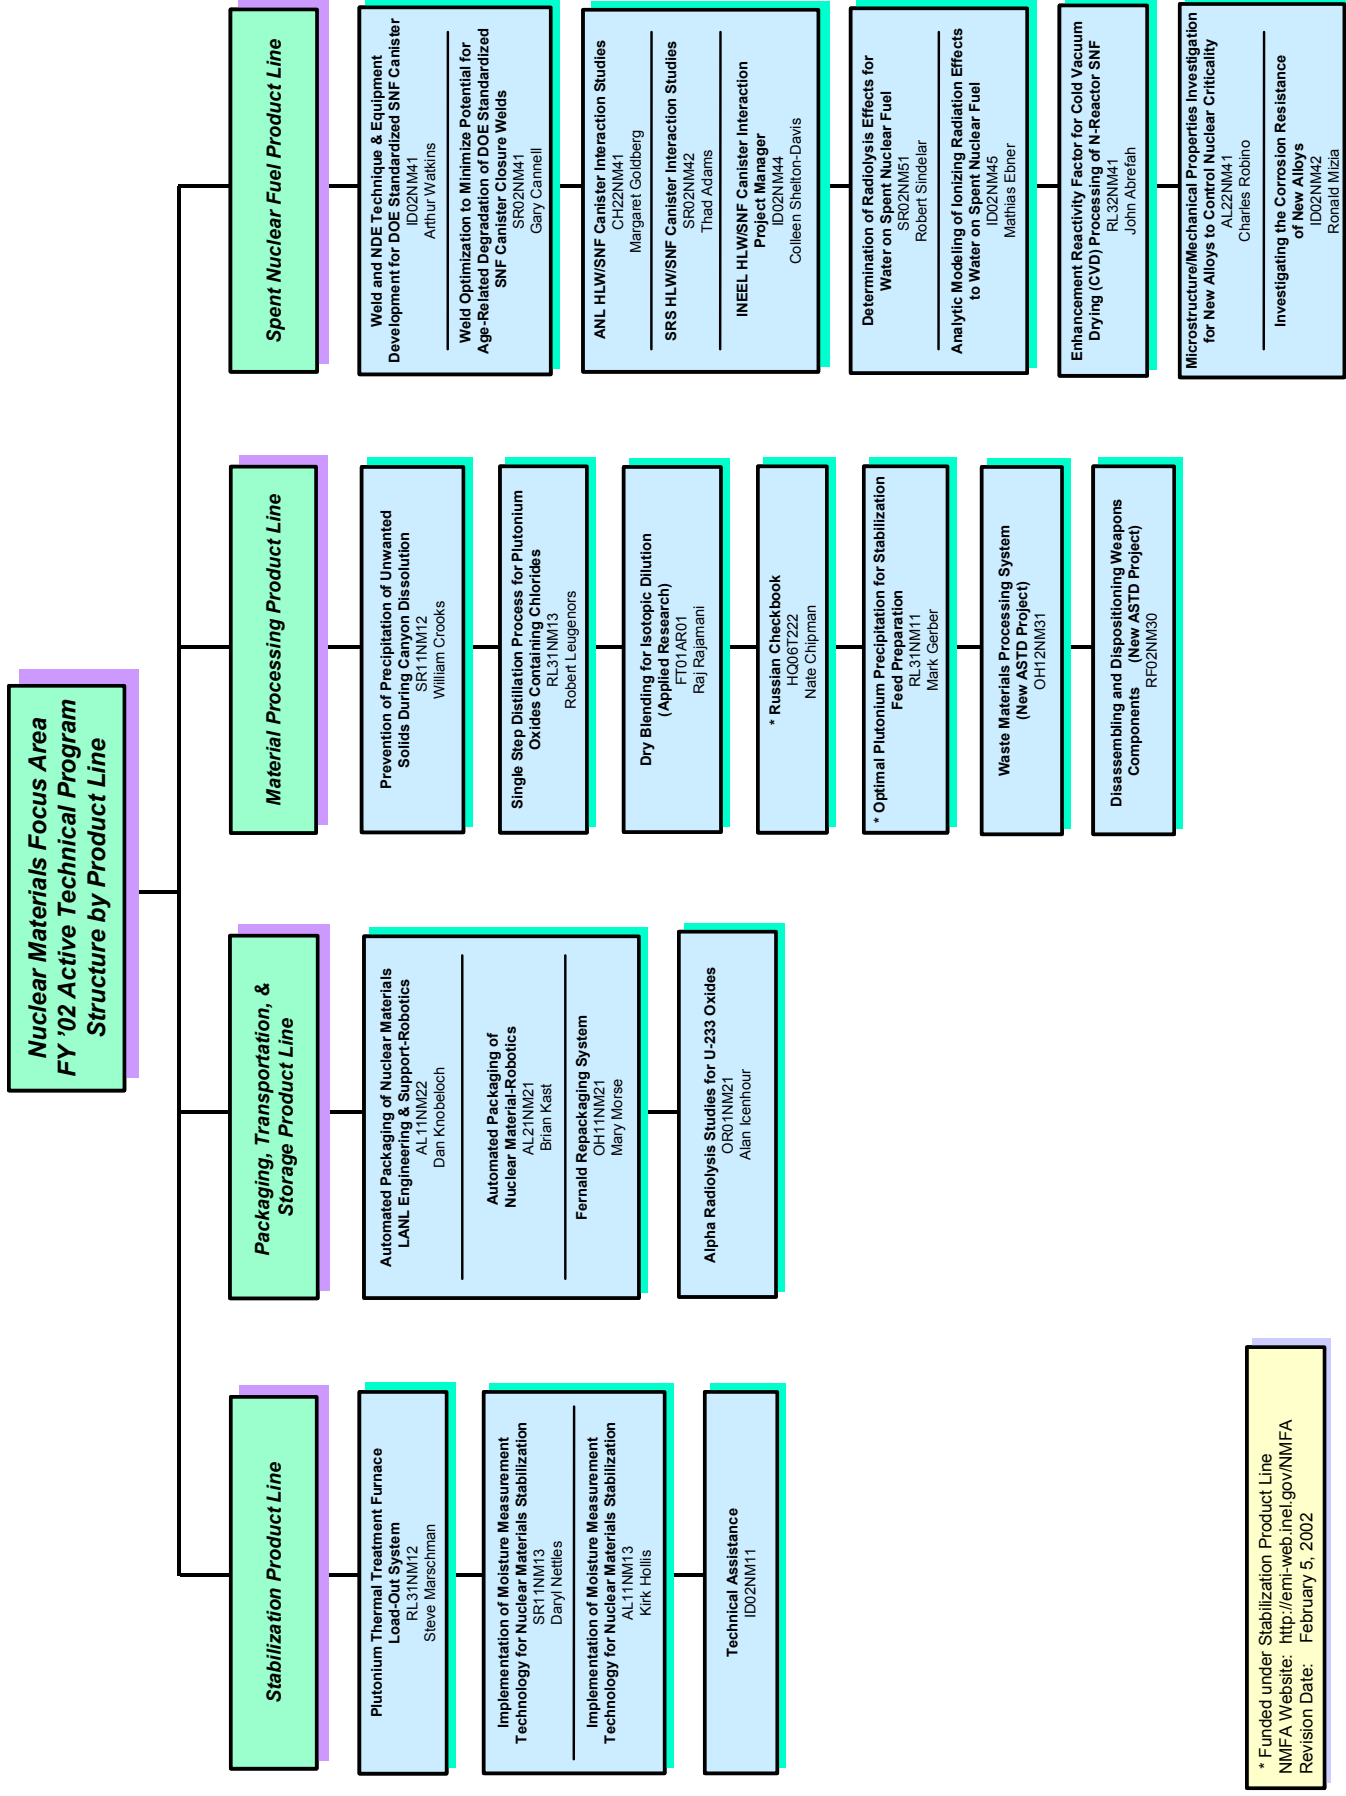 Nuclear Materials Focus Area
FY ’02 Active Technical Program
Structure by Product Line
Stabilization Product Line
Plutonium Thermal Treatment Furnace
Load-Out System
RL31NM12
Steve Marschman
Implementation of Moisture Measurement
Technology for Nuclear Materials Stabilization
SR11NM13
Daryl Nettles
Implementation of Moisture Measurement
Technology for Nuclear Materials Stabilization
AL11NM13
Kirk Hollis
Technical Assistance
ID02NM11
Packaging, Transportation, &
Storage Product Line
Automated Packaging of Nuclear Materials
LANL Engineering & Support-Robotics
AL11NM22
Dan Knobeloch
Automated Packaging of
Nuclear Material-Robotics
AL21NM21
Brian Kast
Fernald Repackaging System
OH11NM21
Mary Morse
Alpha Radiolysis Studies for U-233 Oxides
OR01NM21
Alan Icenhour
Material Processing Product Line
Prevention of Precipitation of Unwanted
Solids During Canyon Dissolution
SR11NM12
William Crooks
Single Step Distillation Process for Plutonium
Oxides Containing Chlorides
RL31NM13
Robert Leugenors
Dry Blending for Isotopic Dilution
(Applied Research)
FT01AR01
Raj Rajamani
* Russian Checkbook
HQ06T222
Nate Chipman
* Optimal Plutonium Precipitation for Stabilization
Feed Preparation
RL31NM11
Mark Gerber
Waste Materials Processing System
(New ASTD Project)
OH12NM31
Disassembling and Dispositioning Weapons
Components (New ASTD Project)
RF02NM30
Spent Nuclear Fuel Product Line
Weld and NDE Technique & Equipment
Development for DOE Standardized SNF Canister
ID02NM41
Arthur Watkins
Weld Optimization to Minimize Potential for
Age-Related Degradation of DOE Standardized
SNF Canister Closure Welds
SR02NM41
Gary Cannell
ANL HLW/SNF Canister Interaction Studies
CH22NM41
Margaret Goldberg
SRS HLW/SNF Canister Interaction Studies
SR02NM42
Thad Adams
INEEL HLW/SNF Canister Interaction
Project Manager
ID02NM44
Colleen Shelton-Davis
Determination of Radiolysis Effects for
Water on Spent Nuclear Fuel
SR02NM51
Robert Sindelar
Analytic Modeling of Ionizing Radiation Effects
to Water on Spent Nuclear Fuel
ID02NM45
Mathias Ebner
Enhancement Reactivity Factor for Cold Vacuum
Drying (CVD) Processing of N-Reactor SNF
RL32NM41
John Abrefah
Microstructure/Mechanical Properties Investigation
for New Alloys to Control Nuclear Criticality
AL22NM41
Charles Robino
Investigating the Corrosion Resistance
of New Alloys
ID02NM42
Ronald Mizia
* Funded under Stabilization Product Line
NMFA Website: http://emi-web.inel.gov/NMFA
Revision Date: February 5, 2002